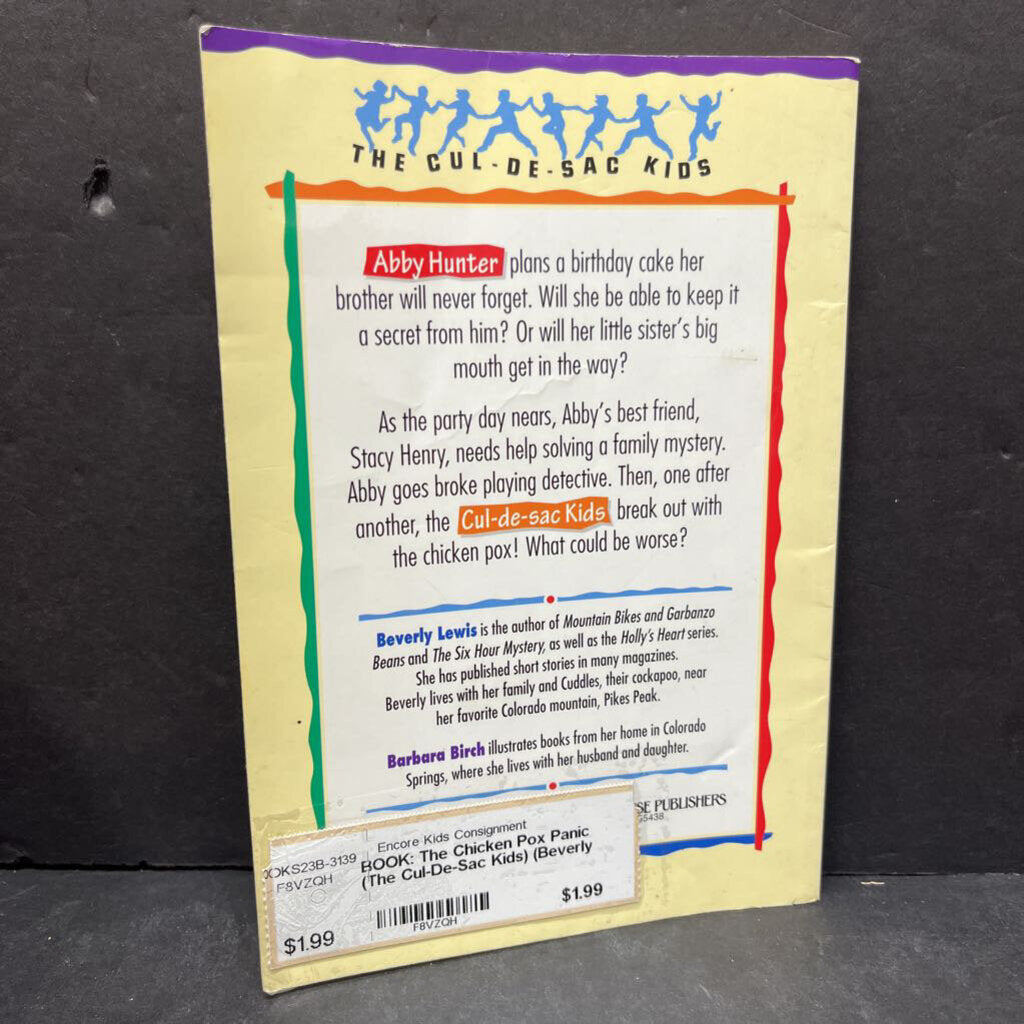 THE CUL-DE-SAC KIDS
Abby Hunter plans a birthday cake her
brother will never forget. Will she be able to keep it
a secret from him? Or will her little sister's big
mouth get in the way?
As the party day nears, Abby's best friend,
Stacy Henry, needs help solving a family mystery.
Abby goes broke playing detective. Then, one after
another, the Cul-de-sac Kids break out with
the chicken pox! What could be worse?
Beverly Lewis is the author of Mountain Bikes and Garbanzo
Beans and The Six Hour Mystery, as well as the Holly's Heart series.
She has published short stories in many magazines.
Beverly lives with her family and Cuddles, their cockapoo, near
her favorite Colorado mountain, Pikes Peak.
Barbara Birch illustrates books from her home in Colorado
Springs, where she lives with her husband and daughter.
SE PUBLISHERS
55438
Encore Kids Consignment
OKS23B-3139
F8VZQH
BOOK: The Chicken Pox Panic
(The Cul-De-Sac Kids) (Beverly
F8VZQH
$1.99
$1.99